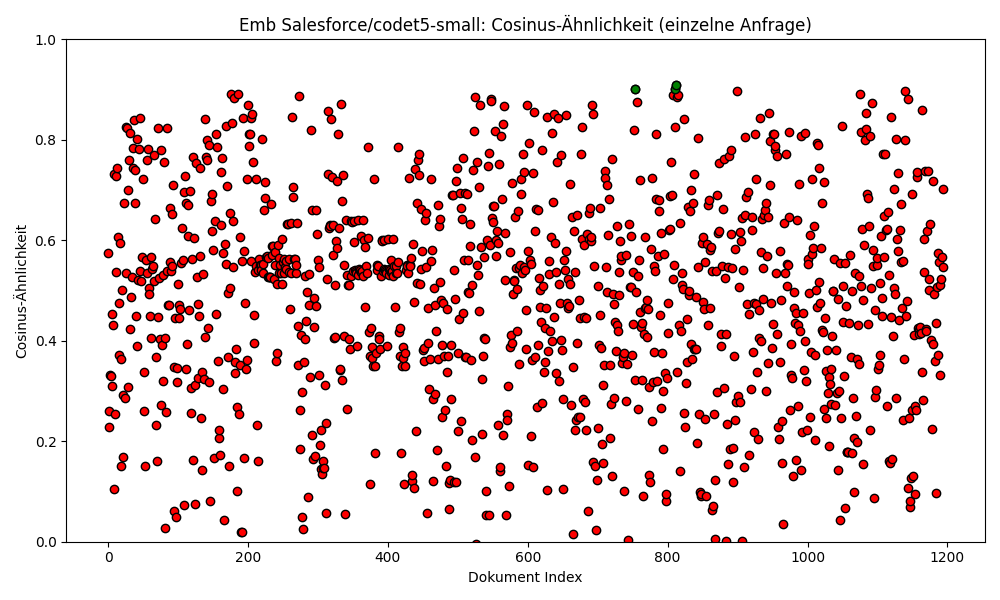 Emb Salesforce/codet5-small: Cosinus-Ähnlichkeit (einzelne Anfrage)
1.0
0.8
0.6
0.4
0.2
0.0
Cosinus-Ähnlichkeit
0 200 400 600 800 1000 1200
Dokument Index